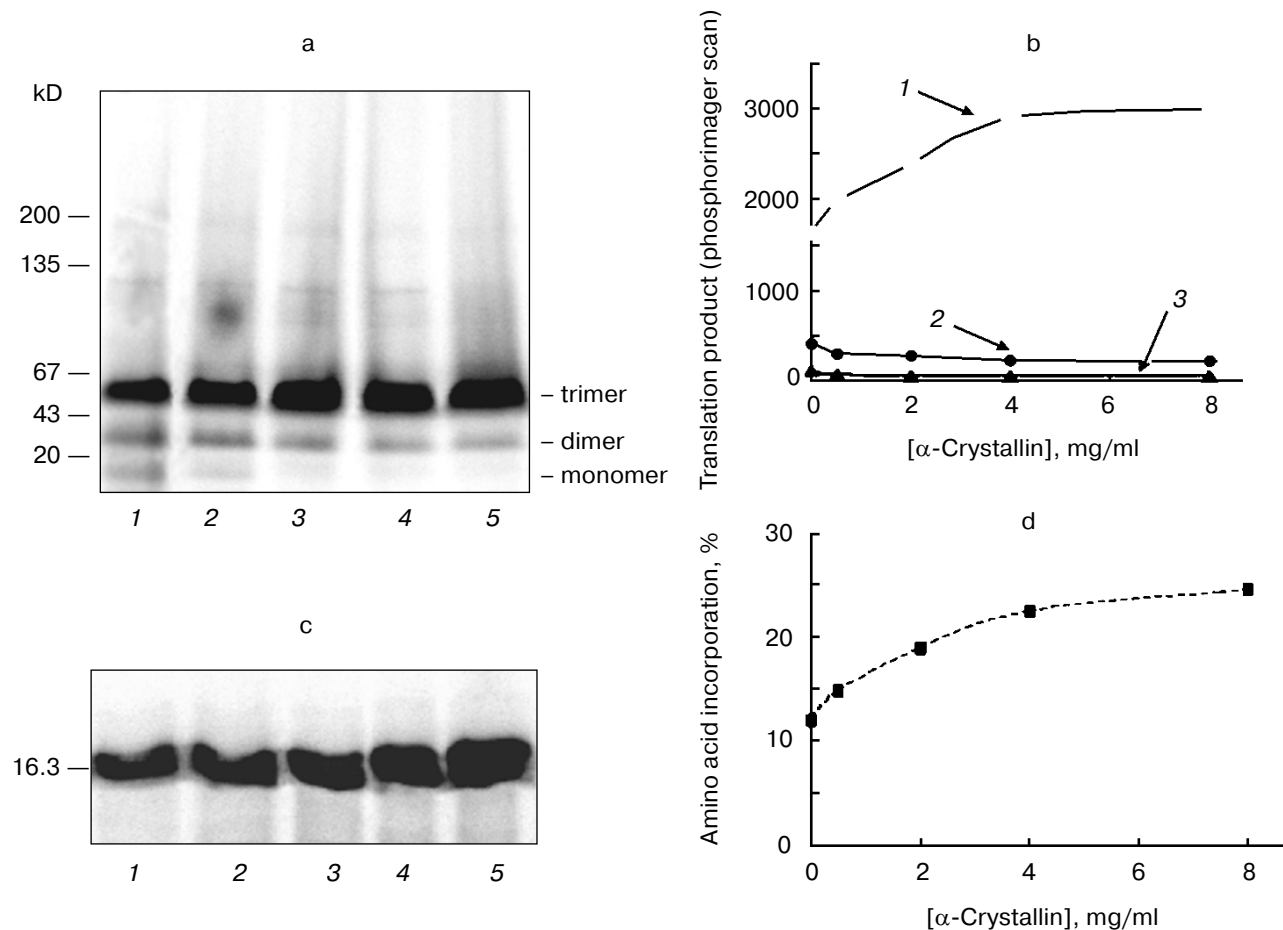 a
kD
200
135
67
43
20
– trimer
– dimer
– monomer
1 2 3 4 5
b
Translation product (phosphorimager scan)
3000
2000
1000
0
1
2
3
0 2 4 6 8
[α-Crystallin], mg/ml
c
16.3
1 2 3 4 5
d
Amino acid incorporation, %
30
20
10
0
0 2 4 6 8
[α-Crystallin], mg/ml